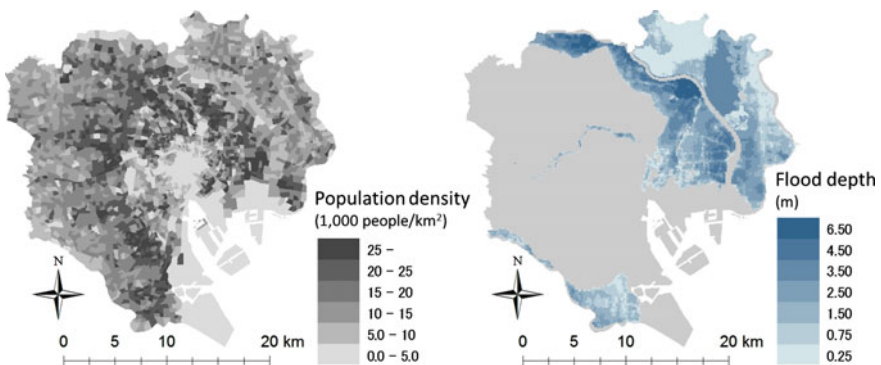 Population density
(1,000 people/km²)
25 –
20 – 25
15 – 20
10 – 15
5.0 – 10
0.0 – 5.0
N
0 5 10 20 km
Flood depth
(m)
6.50
4.50
3.50
2.50
1.50
0.75
0.25
N
0 5 10 20 km